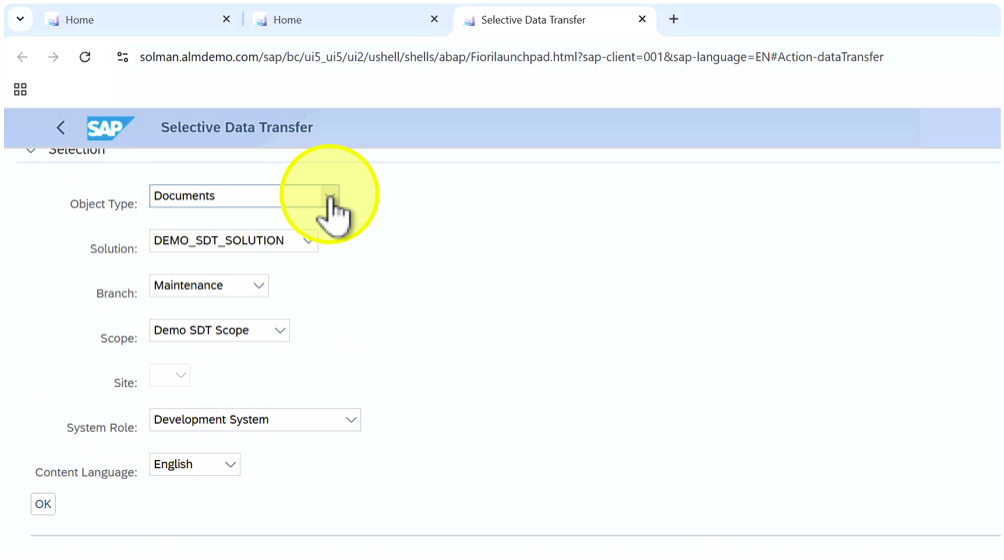 Home
Home
Selective Data Transfer
solman.almdemo.com/sap/bc/ui5_ui5/ui2/ushell/shells/abap/Fiorilaunchpad.html?sap-client=001&sap-language=EN#Action-dataTransfer
SAP Selective Data Transfer
Selection
Object Type: Documents
Solution: DEMO_SDT_SOLUTION
Branch: Maintenance
Scope: Demo SDT Scope
Site:
System Role: Development System
Content Language: English
OK